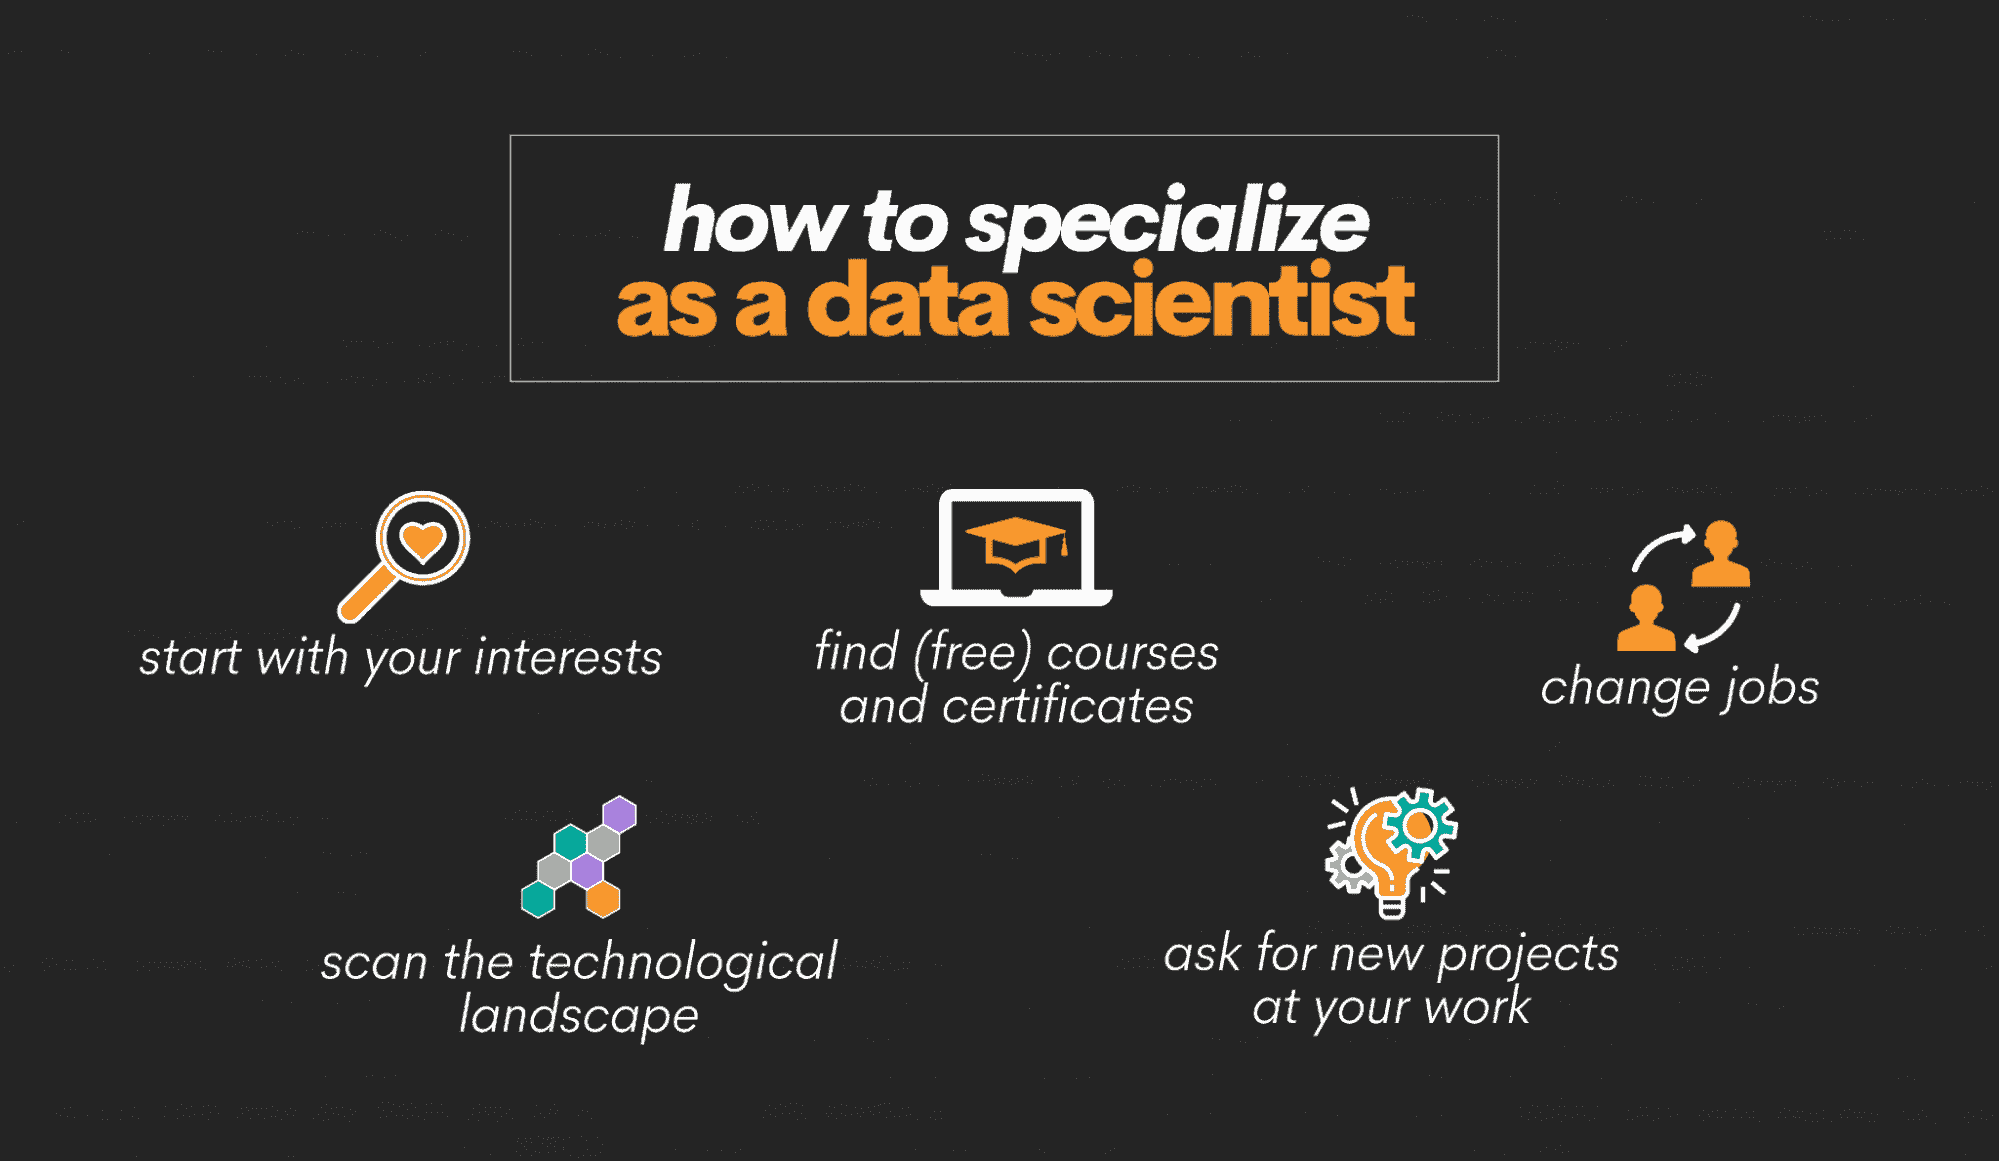 how to specialize
as a data scientist
start with your interests
find (free) courses
and certificates
change jobs
scan the technological
landscape
ask for new projects
at your work